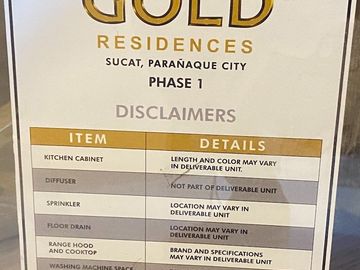 GOLD
RESIDENCES
SUCAT, PARAÑAQUE CITY
PHASE 1
DISCLAIMERS
ITEM DETAILS
KITCHEN CABINET LENGTH AND COLOR MAY VARY
IN DELIVERABLE UNIT.
DIFFUSER NOT PART OF DELIVERABLE UNIT
SPRINKLER LOCATION MAY VARY IN
DELIVERABLE UNIT
FLOOR DRAIN LOCATION MAY VARY IN
DELIVERABLE UNIT
RANGE HOOD
AND COOKTOP BRAND AND SPECIFICATIONS
MAY VARY IN DELIVERABLE UNIT
WASHING MACHINE SPACE